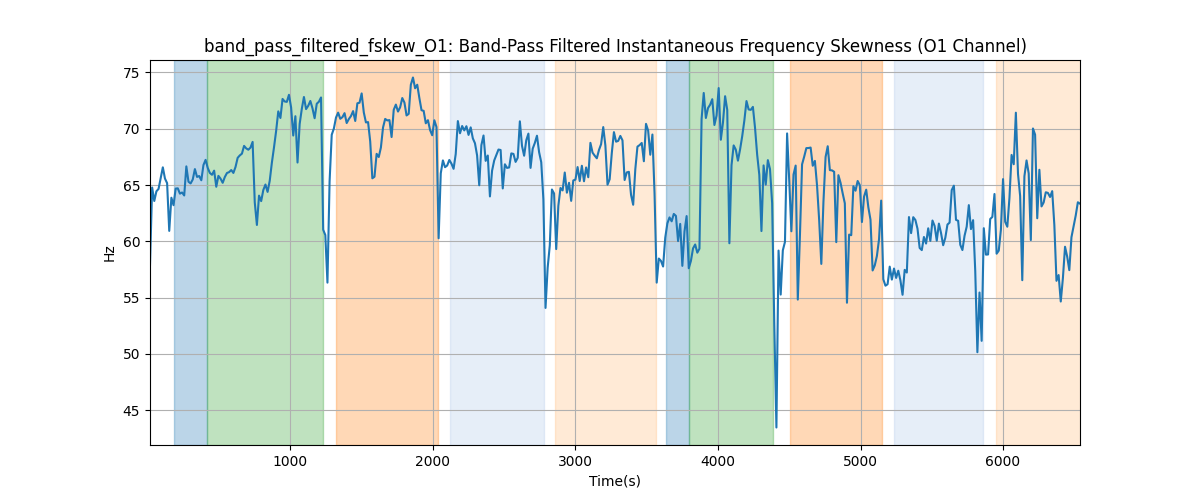 band_pass_filtered_fskew_O1: Band-Pass Filtered Instantaneous Frequency Skewness (O1 Channel)
75
70
65
60
55
50
45
Hz
1000 2000 3000 4000 5000 6000
Time(s)